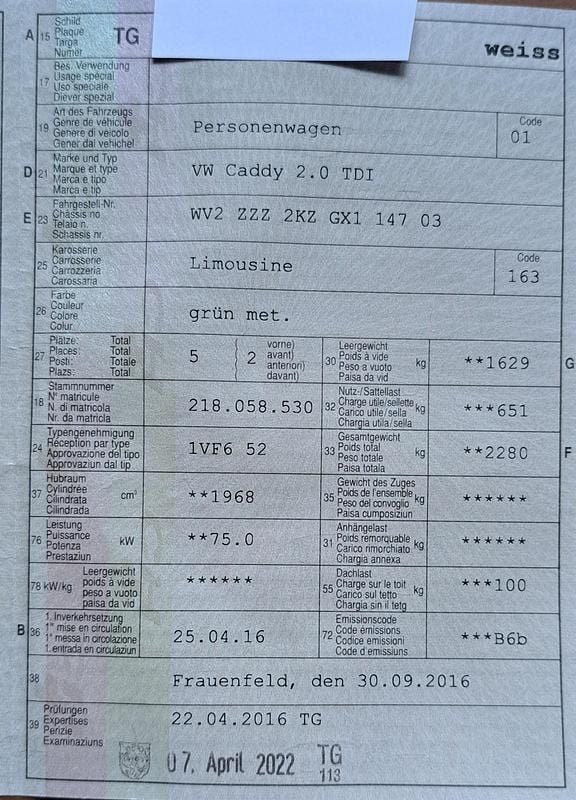 A 15 Schild
Plaque
Targa
Numer
TG
weiss
17 Bes. Verwendung
Usage spécial
Uso speciale
Diever spezial
19 Art des Fahrzeugs
Genre de véhicule
Genere di veicolo
Gener dal vehichel
Personenwagen
Code
01
D 21 Marke und Typ
Marque et type
Marca e tipo
Marca e tip
VW Caddy 2.0 TDI
E 23 Fahrgestell-Nr.
Châssis no
Telaio n.
Schassis nr.
WV2 ZZZ 2KZ GX1 147 03
25 Karosserie
Carrosserie
Carrozzeria
Carossaria
Limousine
Code
163
26 Farbe
Couleur
Colore
Colur
grün met.
27 Plätze: Total
Places: Total
Posti: Totale
Plazs: Total
5
( 2 vorne)
avant)
anteriori)
davant)
30 Leergewicht
Poids à vide
Peso a vuoto
Paisa da vid
kg
**1629
G
18 Stammnummer
N° matricule
N. di matricola
Nr. da matricla
218.058.530
32 Nutz-/Sattellast
Charge utile/sellette
Carico utile/sella
Chargia utila/sella
kg
***651
24 Typengenehmigung
Réception par type
Approvazione del tipo
Approvaziun dal tip
1VF6 52
33 Gesamtgewicht
Poids total
Peso totale
Paisa totala
kg
**2280
F
37 Hubraum
Cylindrée
Cilindrata
Cilindrada
cm³
**1968
35 Gewicht des Zuges
Poids de l'ensemble
Peso del convoglio
Paisa cumposiziun
kg
******
76 Leistung
Puissance
Potenza
Prestaziun
kW
**75.0
31 Anhängelast
Poids remorquable
Carico rimorchiato
Chargia annexa
kg
******
78 kW/kg Leergewicht
poids à vide
peso a vuoto
paisa da vid
******
55 Dachlast
Charge sur le toit
Carico sul tetto
Chargia sin il tetg
kg
***100
B 36 1. Inverkehrsetzung
1re mise en circulation
1a messa in circolazione
1. entrada en circulaziun
25.04.16
72 Emissionscode
Code émissions
Codice emissioni
Code d'emissiuns
***B6b
38
Frauenfeld, den 30.09.2016
39 Prüfungen
Expertises
Perizie
Examinaziuns
22.04.2016 TG
07. April 2022 TG
113